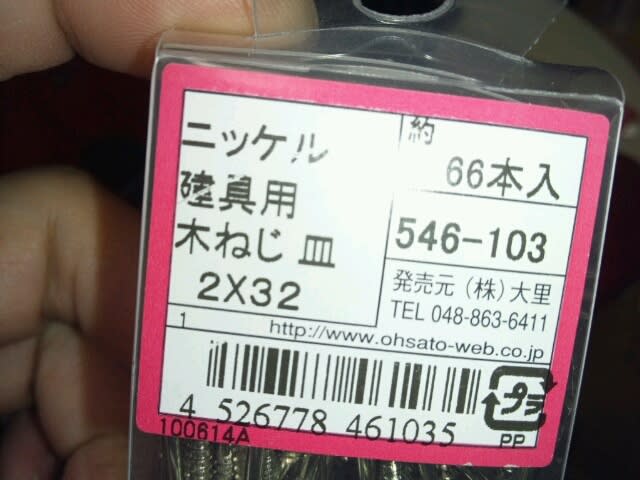 ニッケル
建具用
木ねじ 皿
2X32
約
66本入
546-103
発売元 (株) 大里
TEL 048-863-6411
1
http://www.ohsato-web.co.jp
4 526778 461035
100614A
プラ
PP